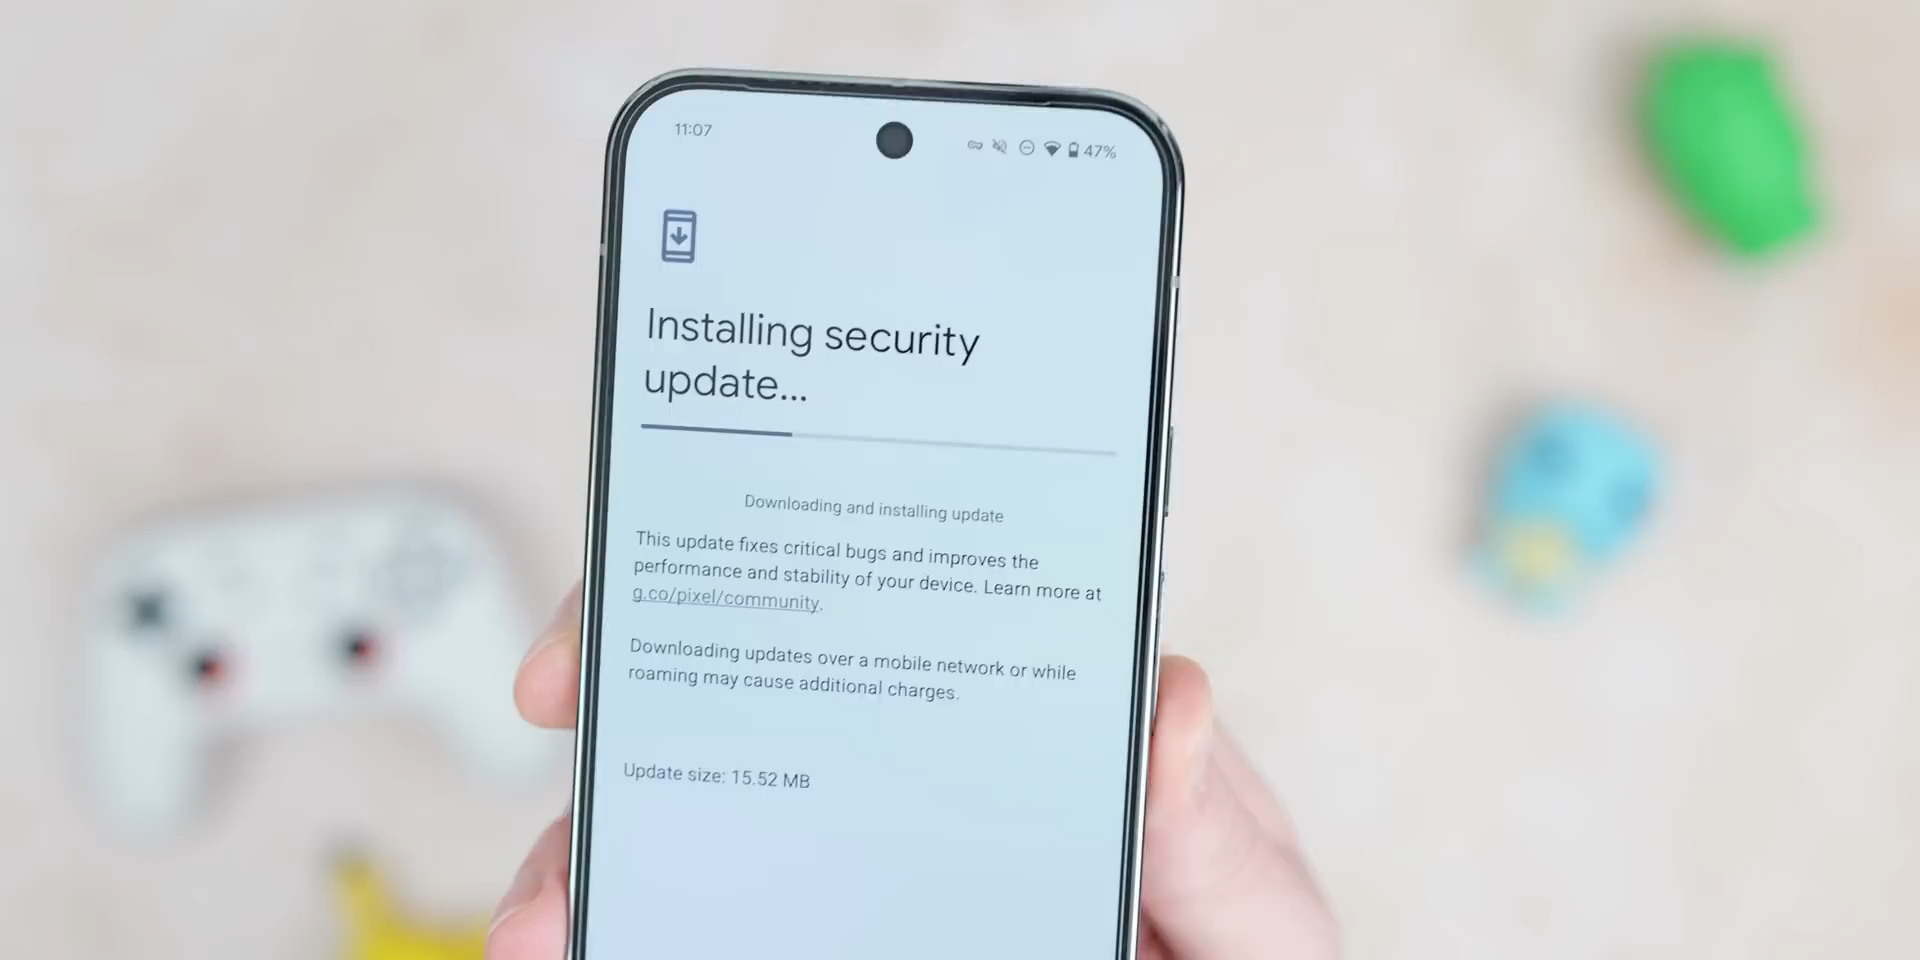 11:07
47%
Installing security
update...
Downloading and installing update
This update fixes critical bugs and improves the
performance and stability of your device. Learn more at
g.co/pixel/community.
Downloading updates over a mobile network or while
roaming may cause additional charges.
Update size: 15.52 MB